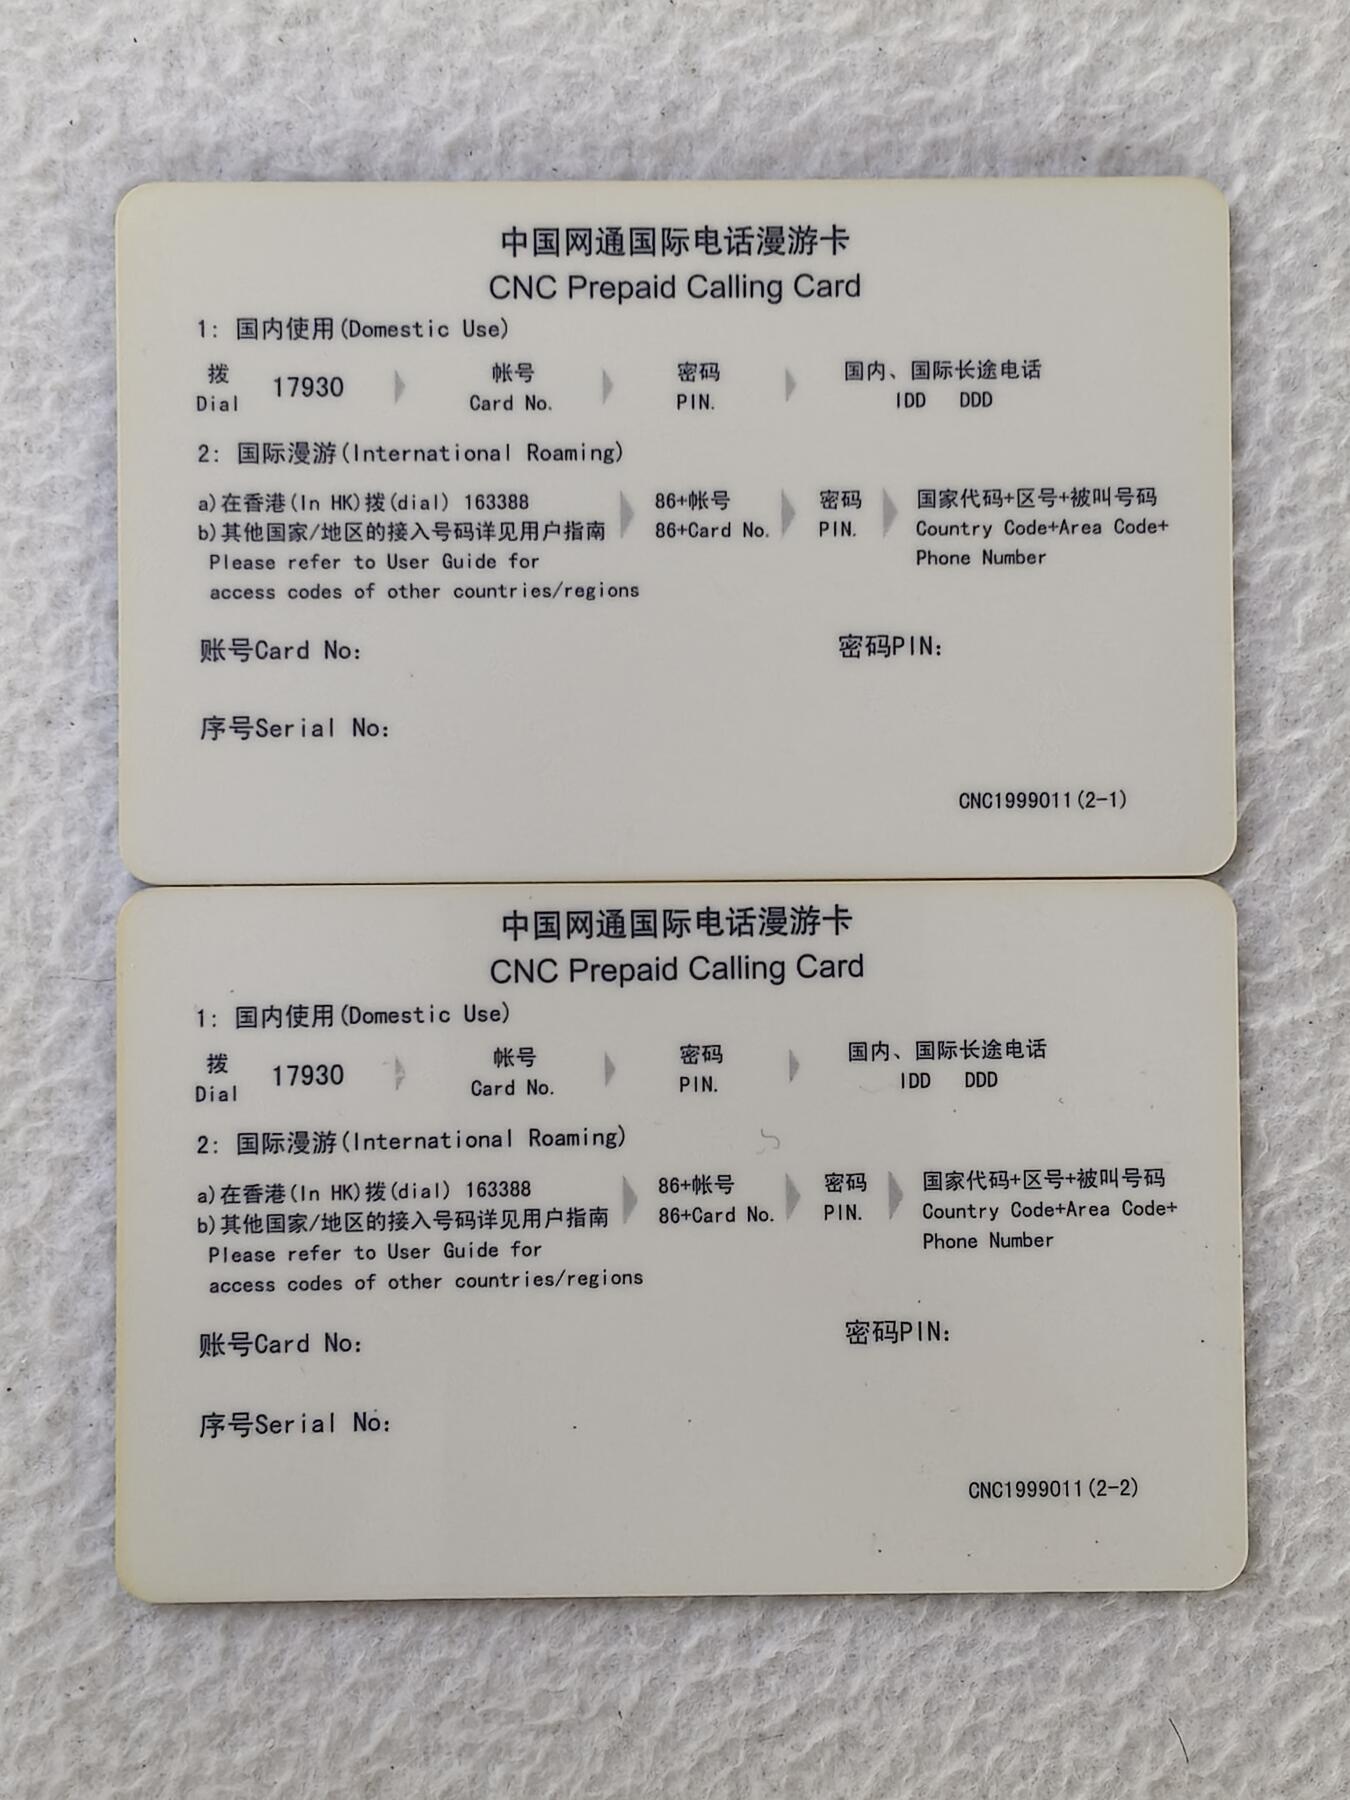 中国网通国际电话漫游卡
CNC Prepaid Calling Card
1: 国内使用(Domestic Use)
拨 17930 帐号 密码 国内、国际长途电话
Dial Card No. PIN. IDD DDD
2: 国际漫游(International Roaming)
a)在香港(In HK)拨(dial) 163388 86+帐号 密码 国家代码+区号+被叫号码
b)其他国家/地区的接入号码详见用户指南 86+Card No. PIN. Country Code+Area Code+
Please refer to User Guide for Phone Number
access codes of other countries/regions
账号Card No: 密码PIN:
序号Serial No:
CNC1999011(2-1)
中国网通国际电话漫游卡
CNC Prepaid Calling Card
1: 国内使用(Domestic Use)
拨 17930 帐号 密码 国内、国际长途电话
Dial Card No. PIN. IDD DDD
2: 国际漫游(International Roaming)
a)在香港(In HK)拨(dial) 163388 86+帐号 密码 国家代码+区号+被叫号码
b)其他国家/地区的接入号码详见用户指南 86+Card No. PIN. Country Code+Area Code+
Please refer to User Guide for Phone Number
access codes of other countries/regions
账号Card No: 密码PIN:
序号Serial No:
CNC1999011(2-2)